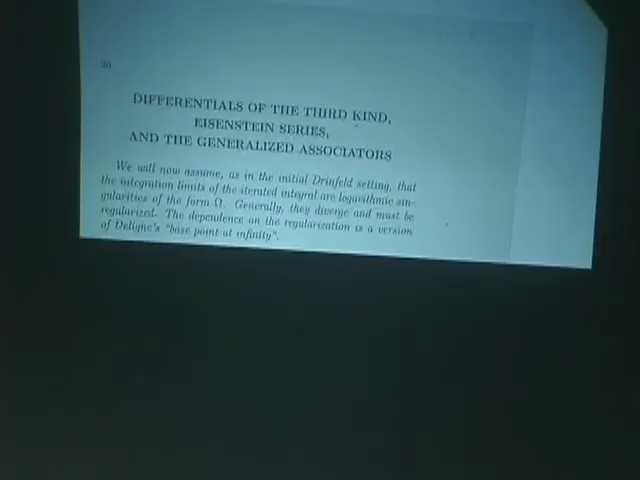 DIFFERENTIALS OF THE THIRD KIND,
EISENSTEIN SERIES,
AND THE GENERALIZED ASSOCIATORS
We will now assume, as in the initial Drinfeld setting, that
the integration limits of the iterated integral are logarithmic sin-
gularities of the form Ω. Generally, they diverge and must be
regularized. The dependence on the regularization is a version
of Deligne's "base point at infinity".